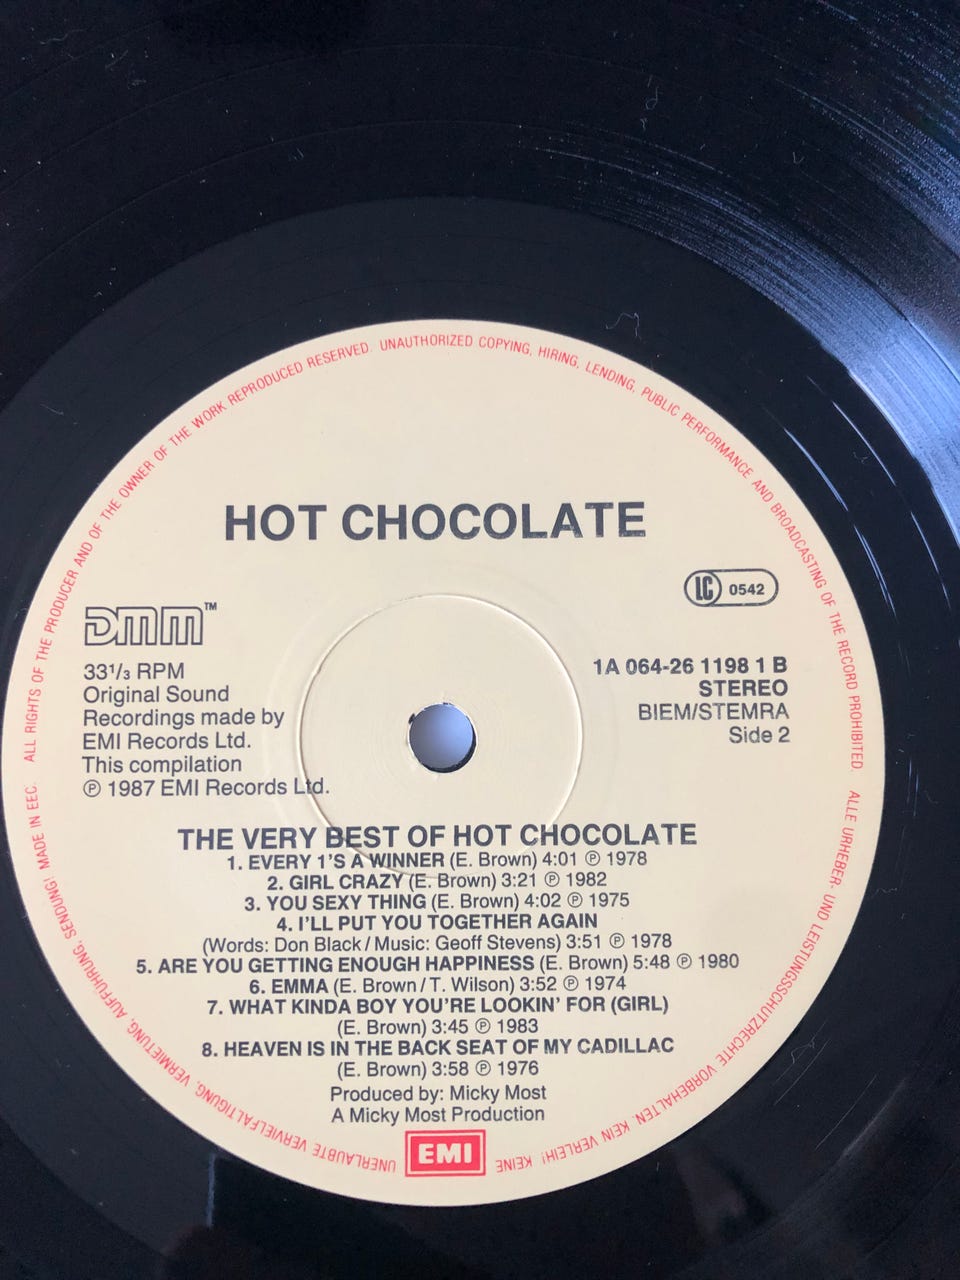 ALL RIGHTS OF THE PRODUCER AND OF THE OWNER OF THE WORK REPRODUCED RESERVED. UNAUTHORIZED COPYING, HIRING, LENDING, PUBLIC PERFORMANCE AND BROADCASTING OF THE RECORD PROHIBITED.
ALLE URHEBER- UND LEISTUNGSSCHUTZRECHTE VORBEHALTEN. KEIN VERLEIH! KEINE UNERLAUBTE VERVIELFÄLTIGUNG, VERMIETUNG, AUFFÜHRUNG, SENDUNG! MADE IN EEC.
HOT CHOCOLATE
LC 0542
DMM™
33⅓ RPM
Original Sound
Recordings made by
EMI Records Ltd.
This compilation
℗ 1987 EMI Records Ltd.
1A 064-26 1198 1 B
STEREO
BIEM/STEMRA
Side 2
THE VERY BEST OF HOT CHOCOLATE
1. EVERY 1'S A WINNER (E. Brown) 4:01 ℗ 1978
2. GIRL CRAZY (E. Brown) 3:21 ℗ 1982
3. YOU SEXY THING (E. Brown) 4:02 ℗ 1975
4. I'LL PUT YOU TOGETHER AGAIN
(Words: Don Black / Music: Geoff Stevens) 3:51 ℗ 1978
5. ARE YOU GETTING ENOUGH HAPPINESS (E. Brown) 5:48 ℗ 1980
6. EMMA (E. Brown / T. Wilson) 3:52 ℗ 1974
7. WHAT KINDA BOY YOU'RE LOOKIN' FOR (GIRL)
(E. Brown) 3:45 ℗ 1983
8. HEAVEN IS IN THE BACK SEAT OF MY CADILLAC
(E. Brown) 3:58 ℗ 1976
Produced by: Micky Most
A Micky Most Production
EMI